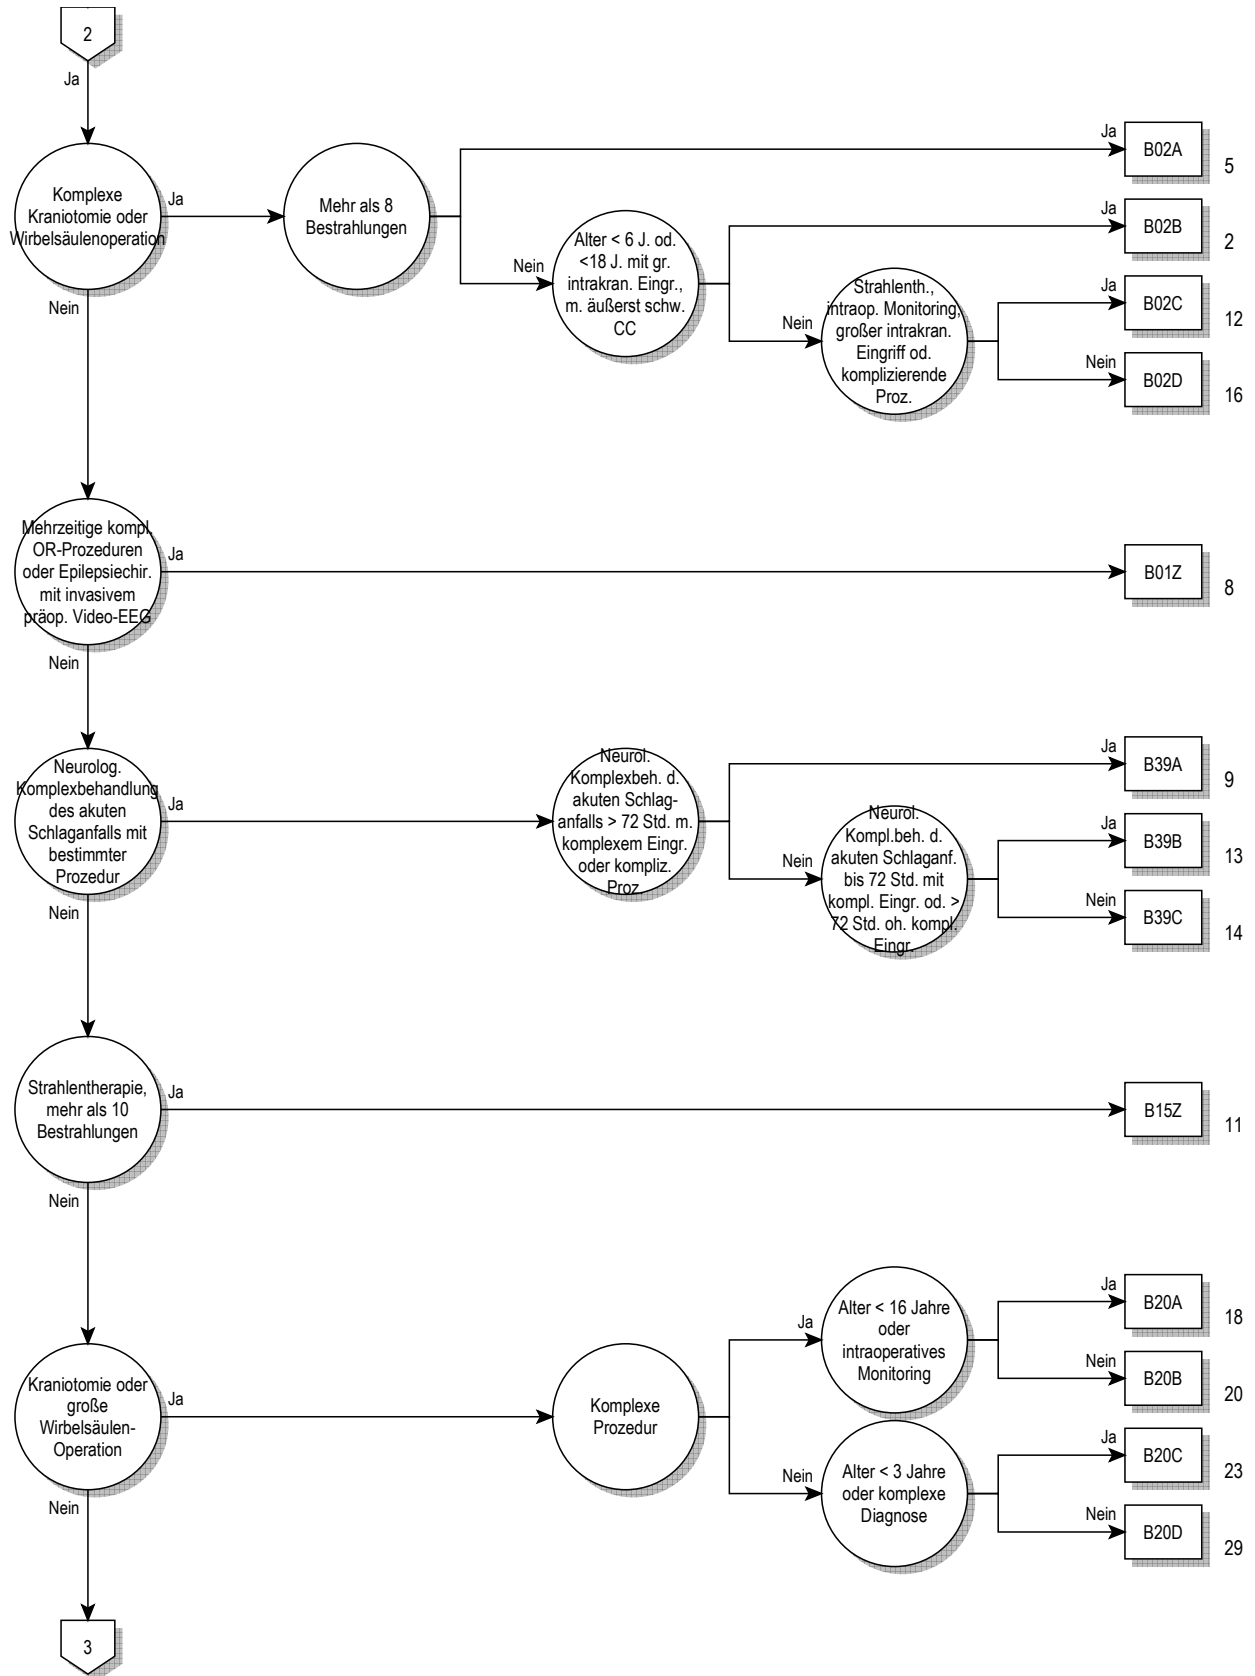 2
Ja
Komplexe
Kraniotomie oder
Wirbelsäulenoperation
Ja
Nein
Mehr als 8
Bestrahlungen
Ja
B02A
5
Nein
Alter < 6 J. od.
<18 J. mit gr.
intrakran. Eingr.,
m. äußerst schw.
CC
Ja
B02B
2
Nein
Strahlenth.,
intraop. Monitoring,
großer intrakran.
Eingriff od.
komplizierende
Proz.
Ja
B02C
12
Nein
B02D
16
Mehrzeitige kompl.
OR-Prozeduren
oder Epilepsiechir.
mit invasivem
präop. Video-EEG
Ja
B01Z
8
Nein
Neurolog.
Komplexbehandlung
des akuten
Schlaganfalls mit
bestimmter
Prozedur
Ja
Nein
Neurol.
Komplexbeh. d.
akuten Schlag-
anfalls > 72 Std. m.
komplexem Eingr.
oder kompliz.
Proz.
Ja
B39A
9
Nein
Neurol.
Kompl.beh. d.
akuten Schlaganf.
bis 72 Std. mit
kompl. Eingr. od. >
72 Std. oh. kompl.
Eingr.
Ja
B39B
13
Nein
B39C
14
Strahlentherapie,
mehr als 10
Bestrahlungen
Ja
B15Z
11
Nein
Kraniotomie oder
große
Wirbelsäulen-
Operation
Ja
Nein
Komplexe
Prozedur
Ja
Alter < 16 Jahre
oder
intraoperatives
Monitoring
Ja
B20A
18
Nein
B20B
20
Nein
Alter < 3 Jahre
oder komplexe
Diagnose
Ja
B20C
23
Nein
B20D
29
3